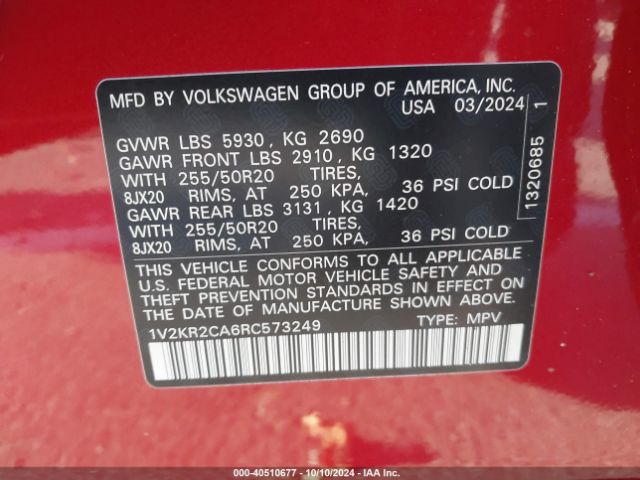 MFD BY VOLKSWAGEN GROUP OF AMERICA, INC.
USA 03/2024
GVWR LBS 5930, KG 2690
GAWR FRONT LBS 2910, KG 1320
WITH 255/50R20 TIRES,
8JX20 RIMS, AT 250 KPA, 36 PSI COLD
GAWR REAR LBS 3131, KG 1420
WITH 255/50R20 TIRES,
8JX20 RIMS, AT 250 KPA, 36 PSI COLD
THIS VEHICLE CONFORMS TO ALL APPLICABLE
U.S. FEDERAL MOTOR VEHICLE SAFETY AND
THEFT PREVENTION STANDARDS IN EFFECT ON
THE DATE OF MANUFACTURE SHOWN ABOVE.
1V2KR2CA6RC573249 TYPE: MPV
1320685 1
000-40510677 - 10/10/2024 - IAA Inc.